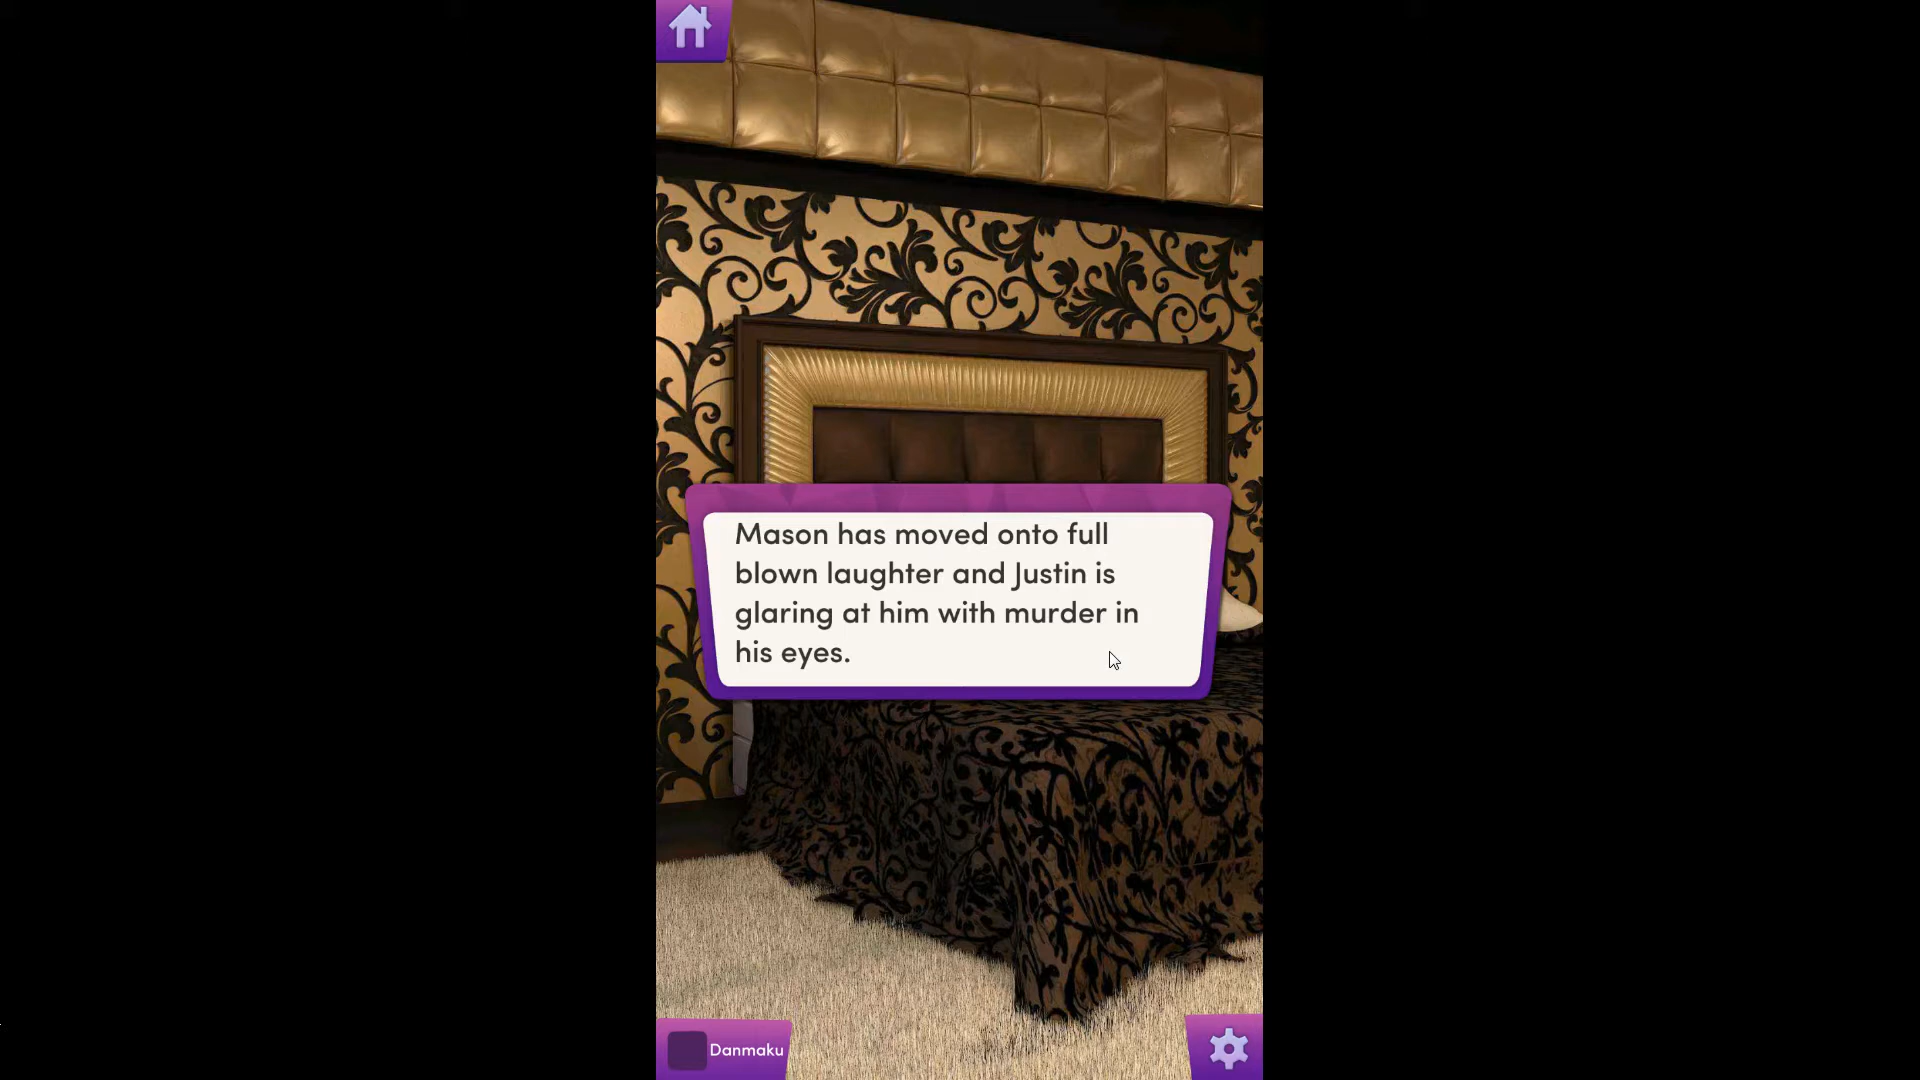 Mason has moved onto full
blown laughter and Justin is
glaring at him with murder in
his eyes.
Danmaku